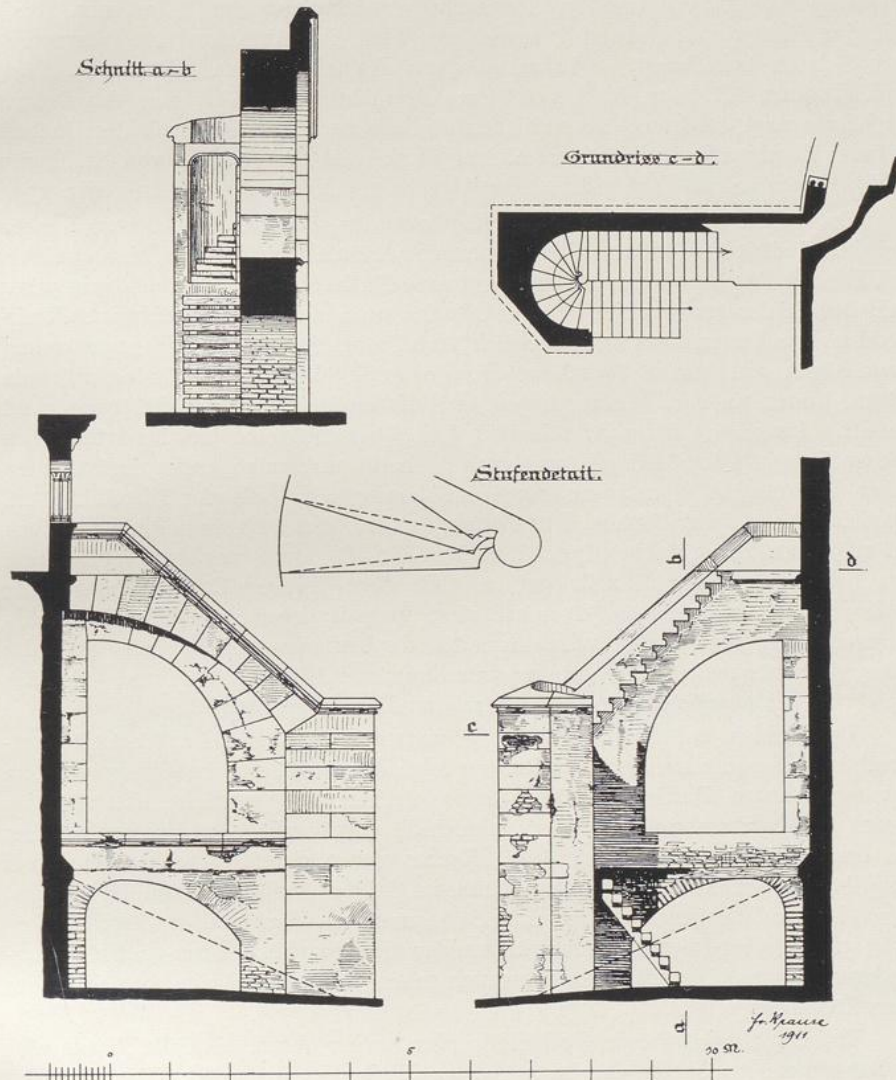 Schnitt a-b
Grundriss c-d.
Stufendetail.
b
d
c
a
Fr. Krause
1911
0
5
10 M.